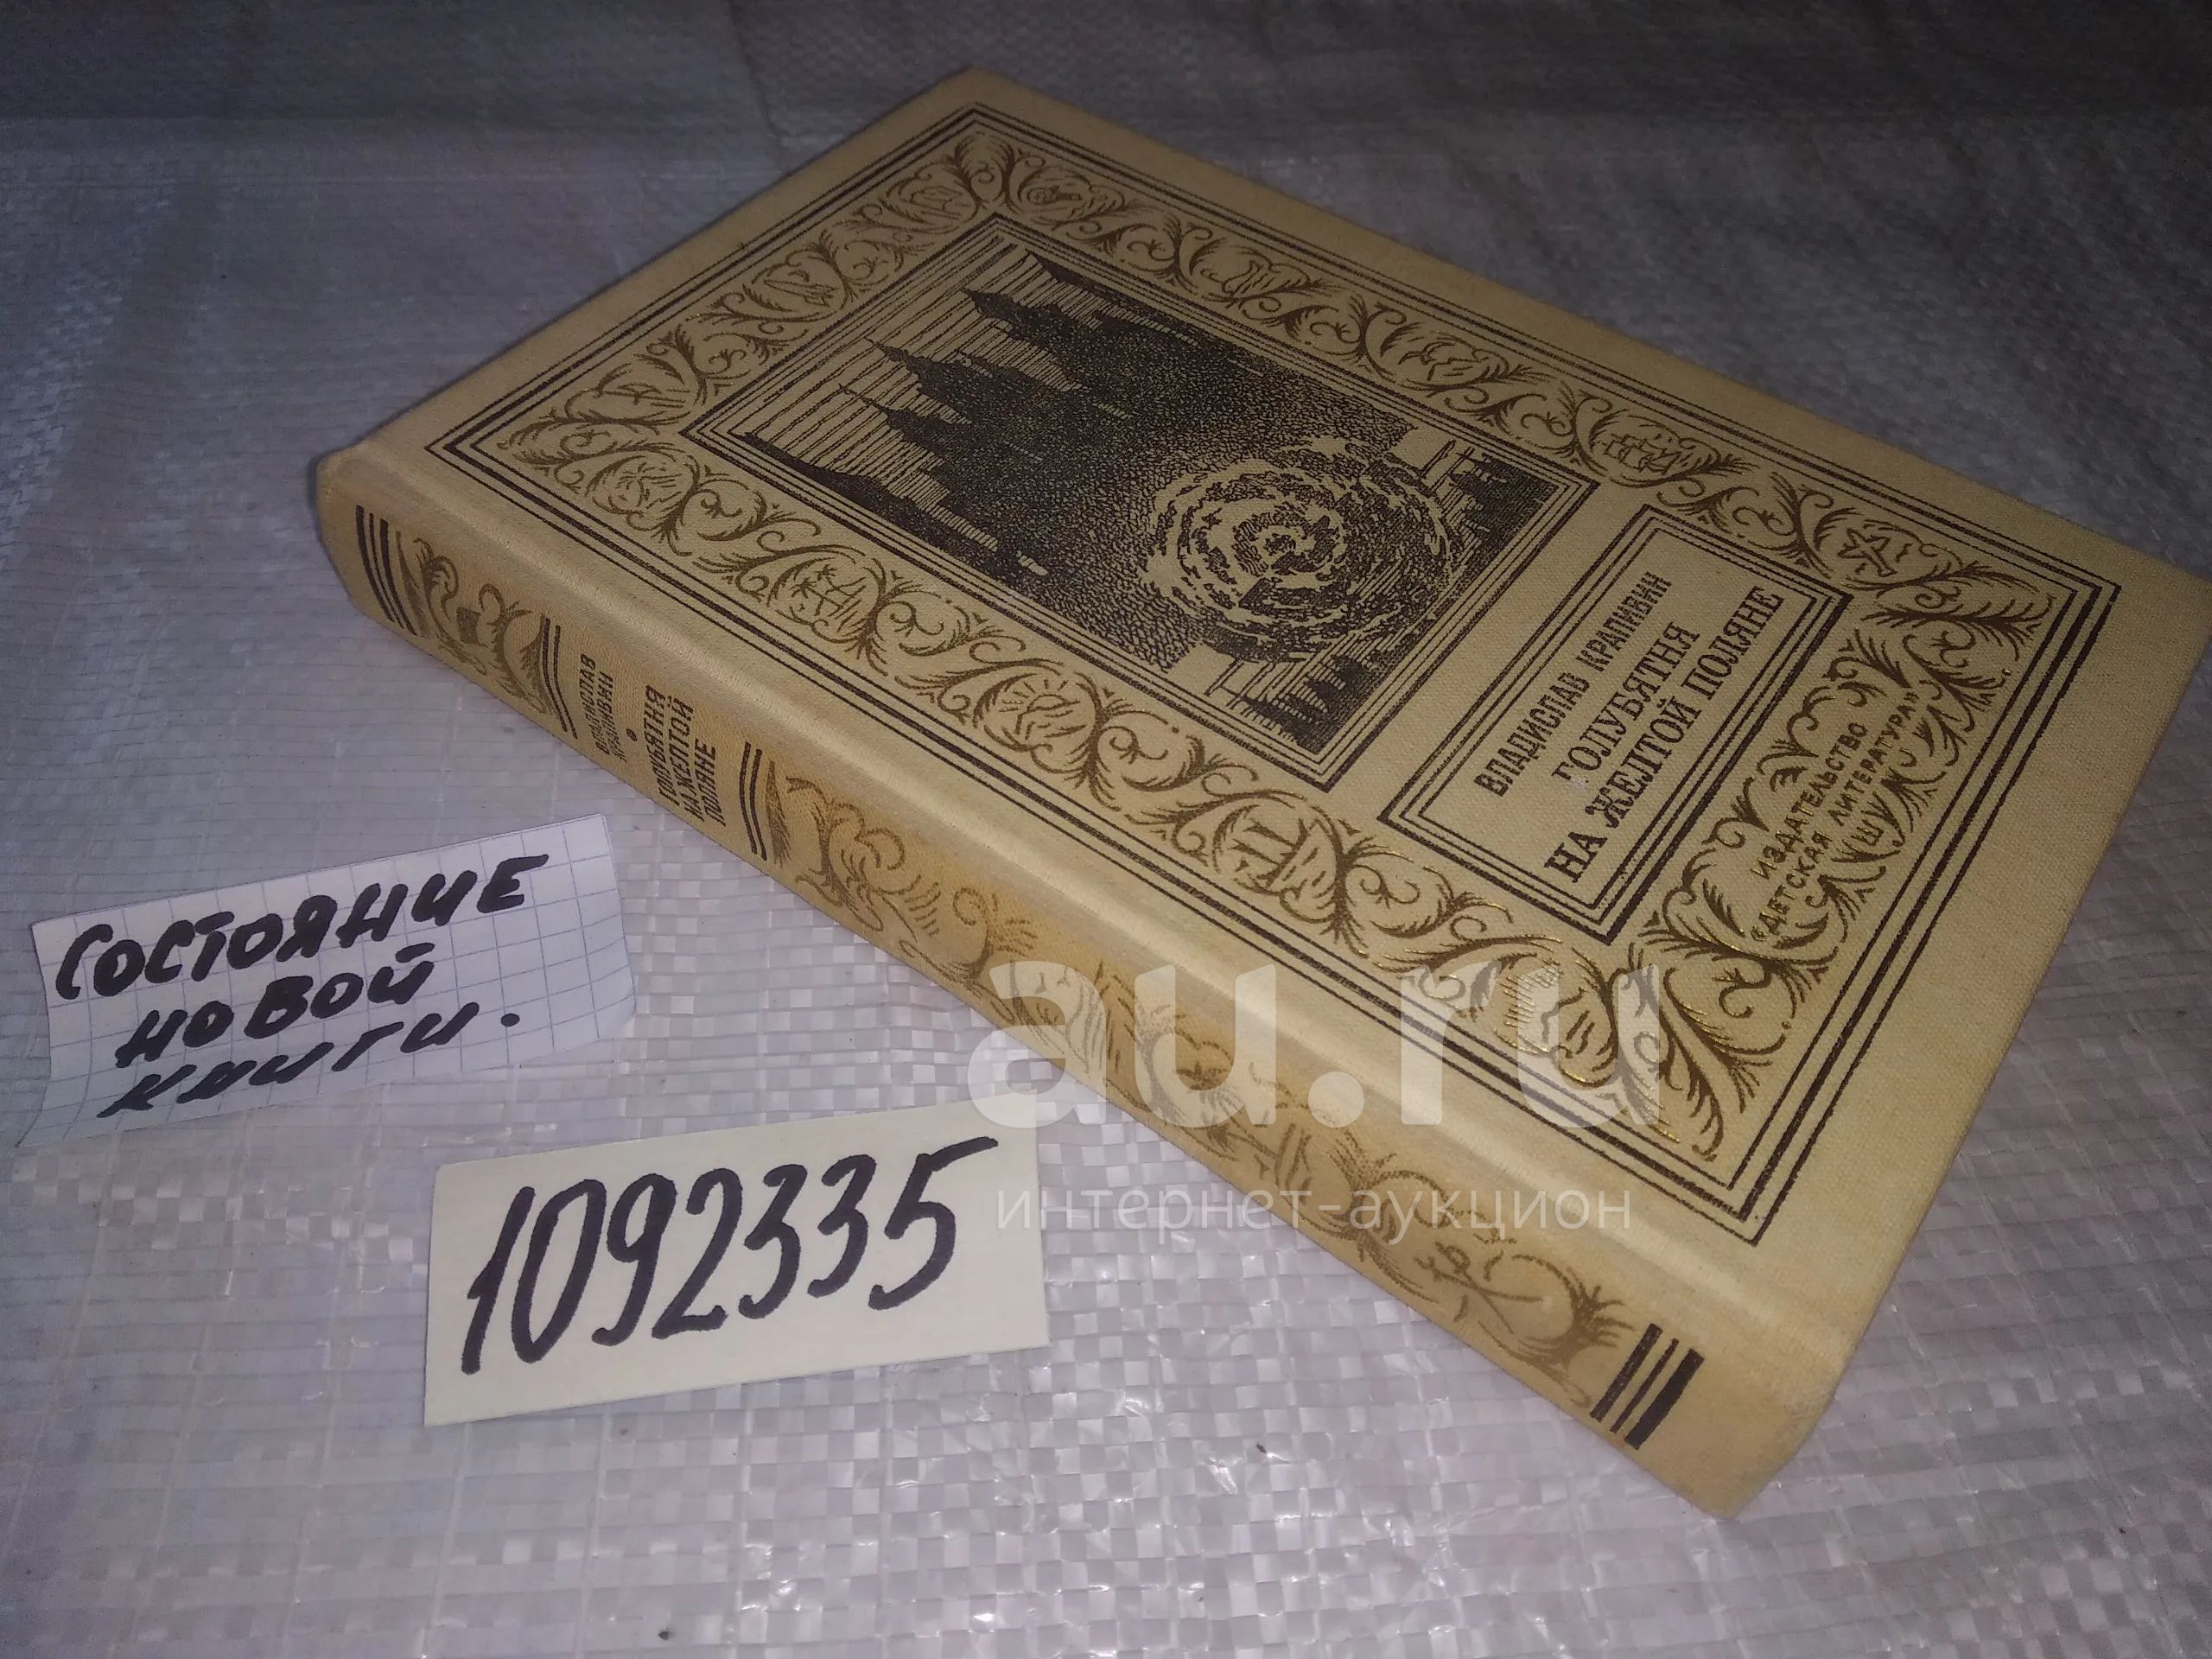 ВЛАДИСЛАВ КРАПИВИН
ГОЛУБЯТНЯ
НА ЖЕЛТОЙ ПОЛЯНЕ
ИЗДАТЕЛЬСТВО
"ДЕТСКАЯ ЛИТЕРАТУРА"
ВЛАДИСЛАВ
КРАПИВИН
ГОЛУБЯТНЯ
НА ЖЕЛТОЙ
ПОЛЯНЕ
СОСТОЯНИЕ
НОВОЙ
КНИГИ.
1092335
au.ru
интернет-аукцион